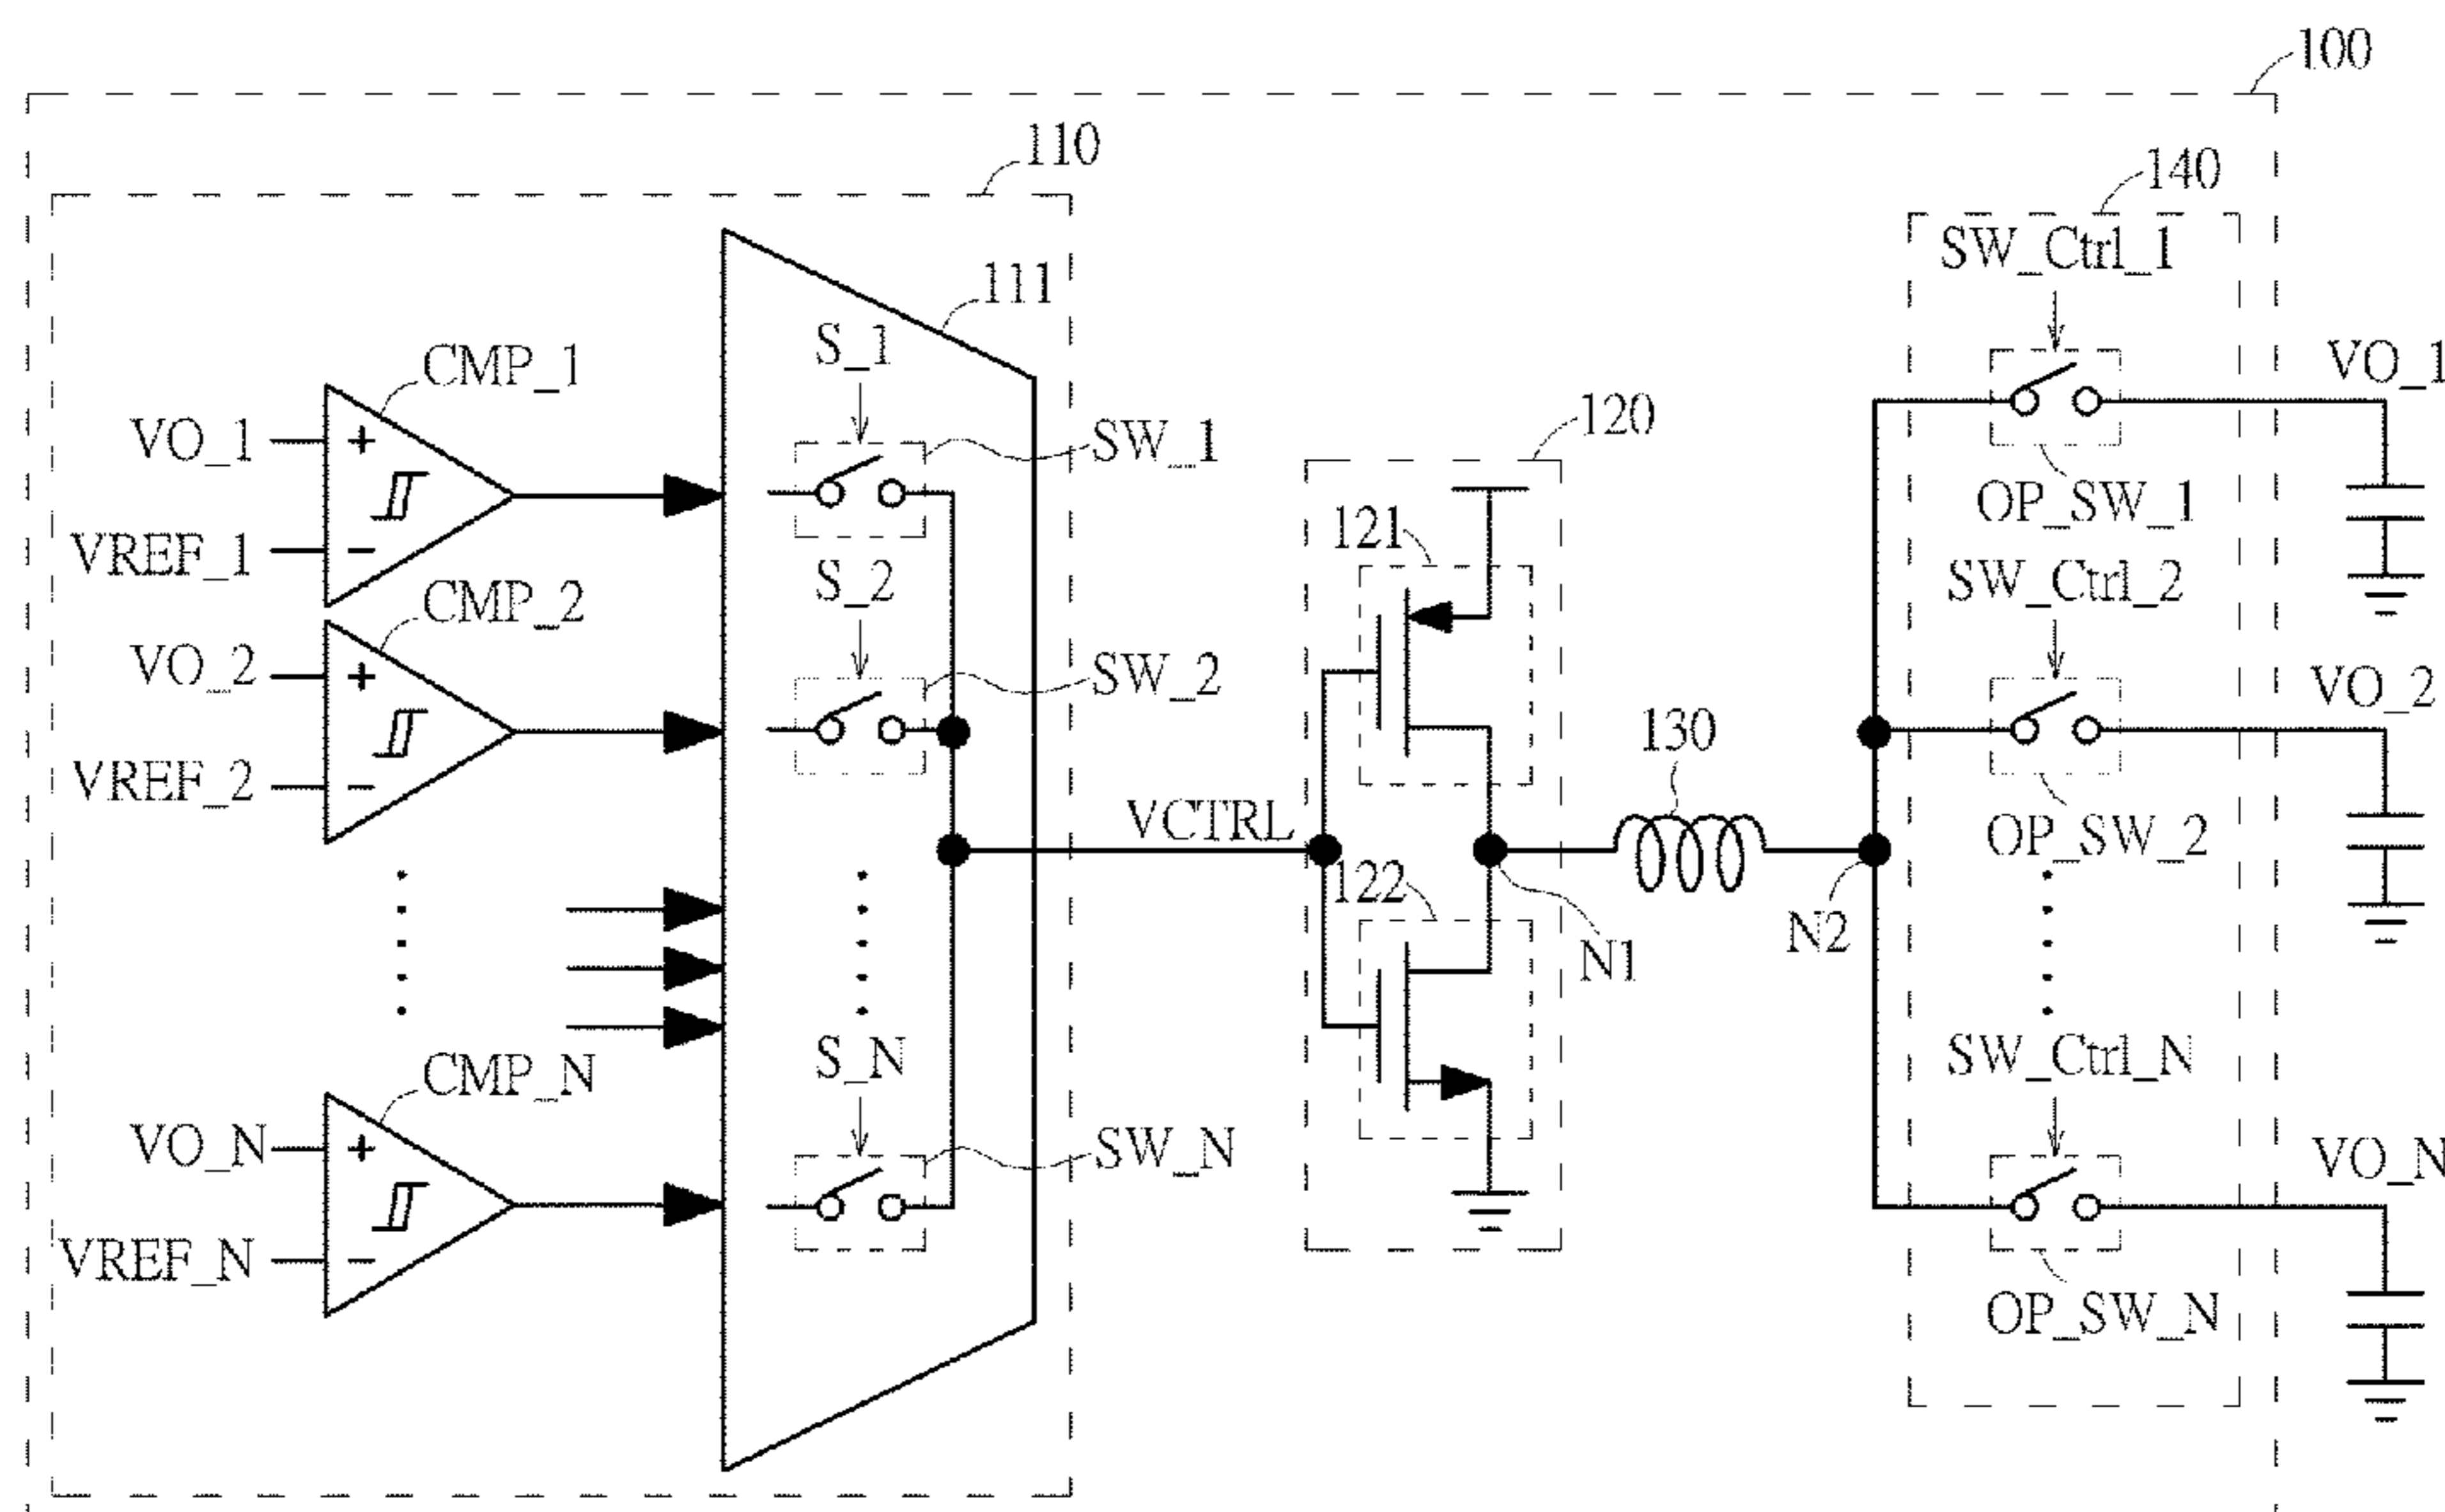 100
110
140
SW_Ctrl_1
111
S_1
CMP_1
VO_1
+
SW_1
VO_1
120
OP_SW_1
VREF_1
−
121
S_2
SW_Ctrl_2
CMP_2
VO_2
+
SW_2
VO_2
130
VREF_2
−
VCTRL
OP_SW_2
122
N1
N2
S_N
SW_Ctrl_N
CMP_N
VO_N
+
SW_N
VO_N
VREF_N
−
OP_SW_N